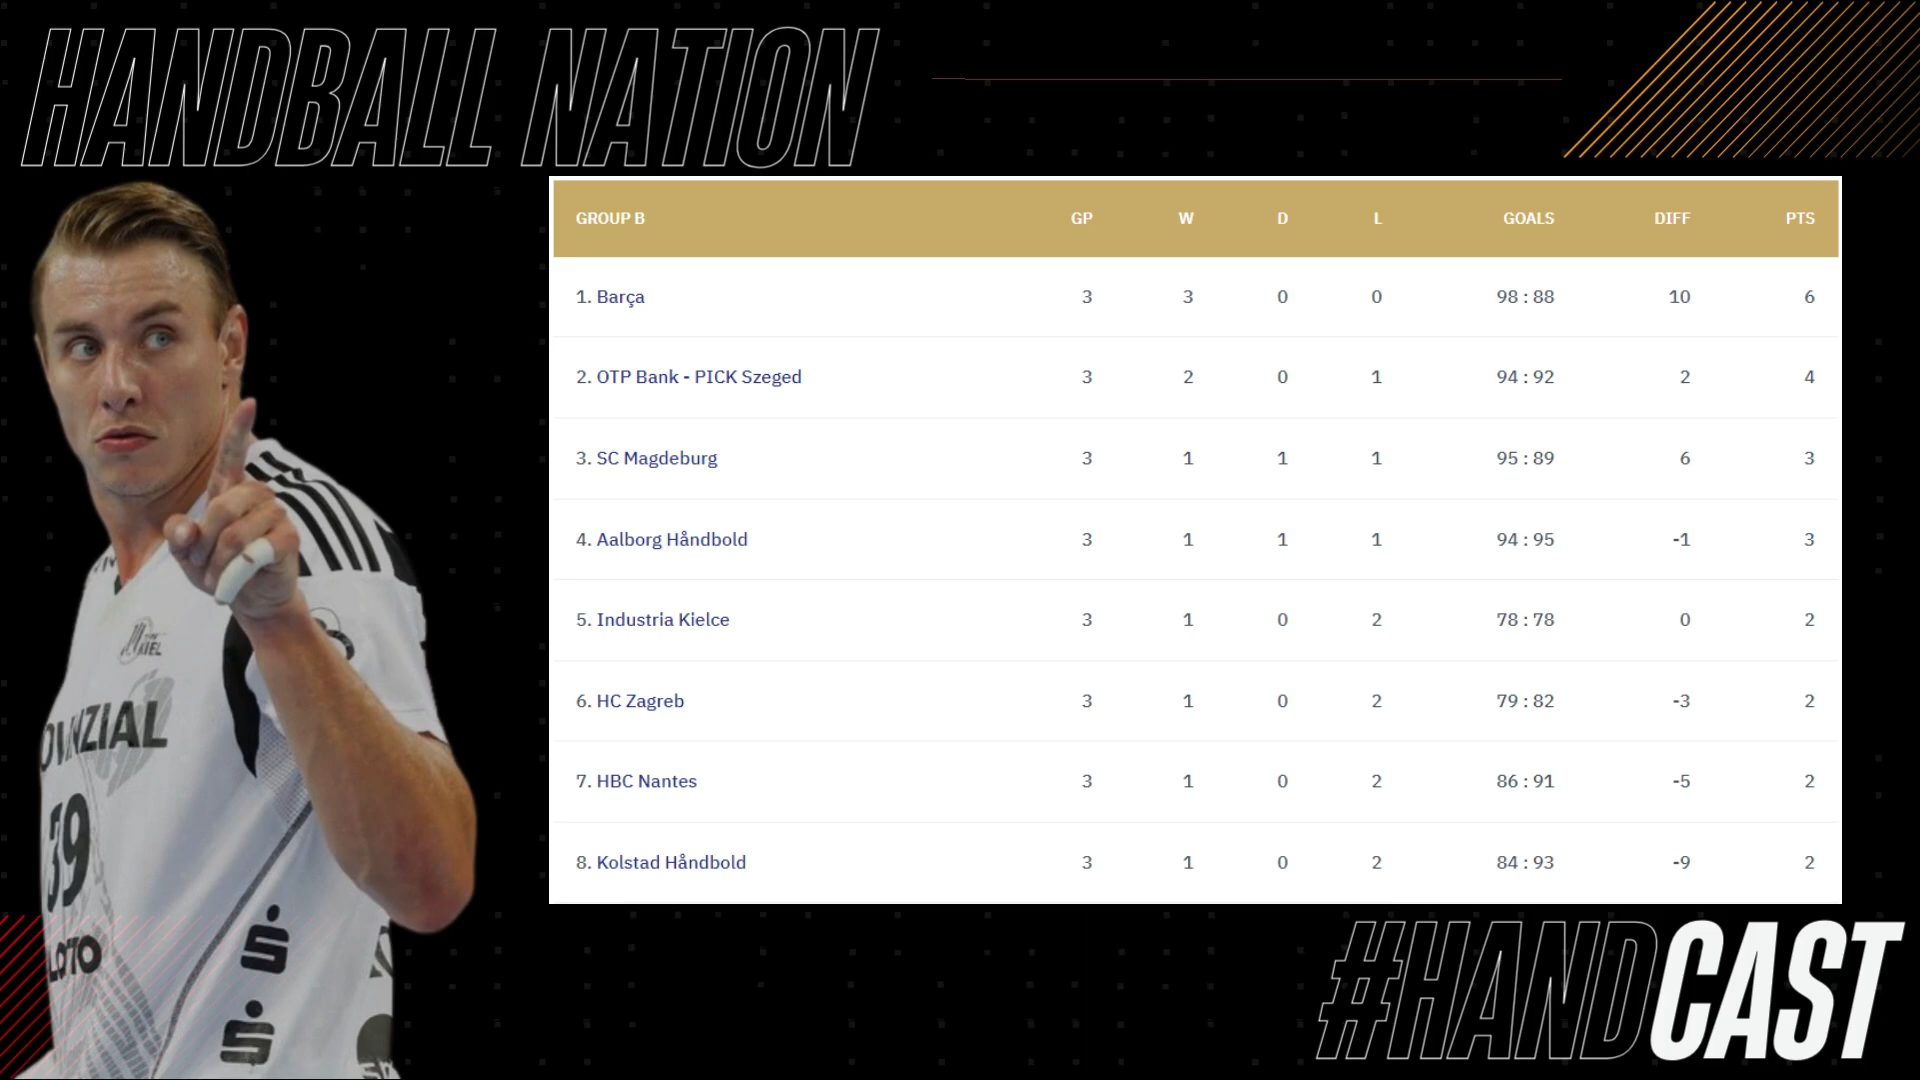 HANDBALL NATION
GROUP B GP W D L GOALS DIFF PTS
1. Barça 3 3 0 0 98 : 88 10 6
2. OTP Bank - PICK Szeged 3 2 0 1 94 : 92 2 4
3. SC Magdeburg 3 1 1 1 95 : 89 6 3
4. Aalborg Håndbold 3 1 1 1 94 : 95 -1 3
5. Industria Kielce 3 1 0 2 78 : 78 0 2
6. HC Zagreb 3 1 0 2 79 : 82 -3 2
7. HBC Nantes 3 1 0 2 86 : 91 -5 2
8. Kolstad Håndbold 3 1 0 2 84 : 93 -9 2
KIEL
OVINZIAL
39
LOTTO
#HANDCAST